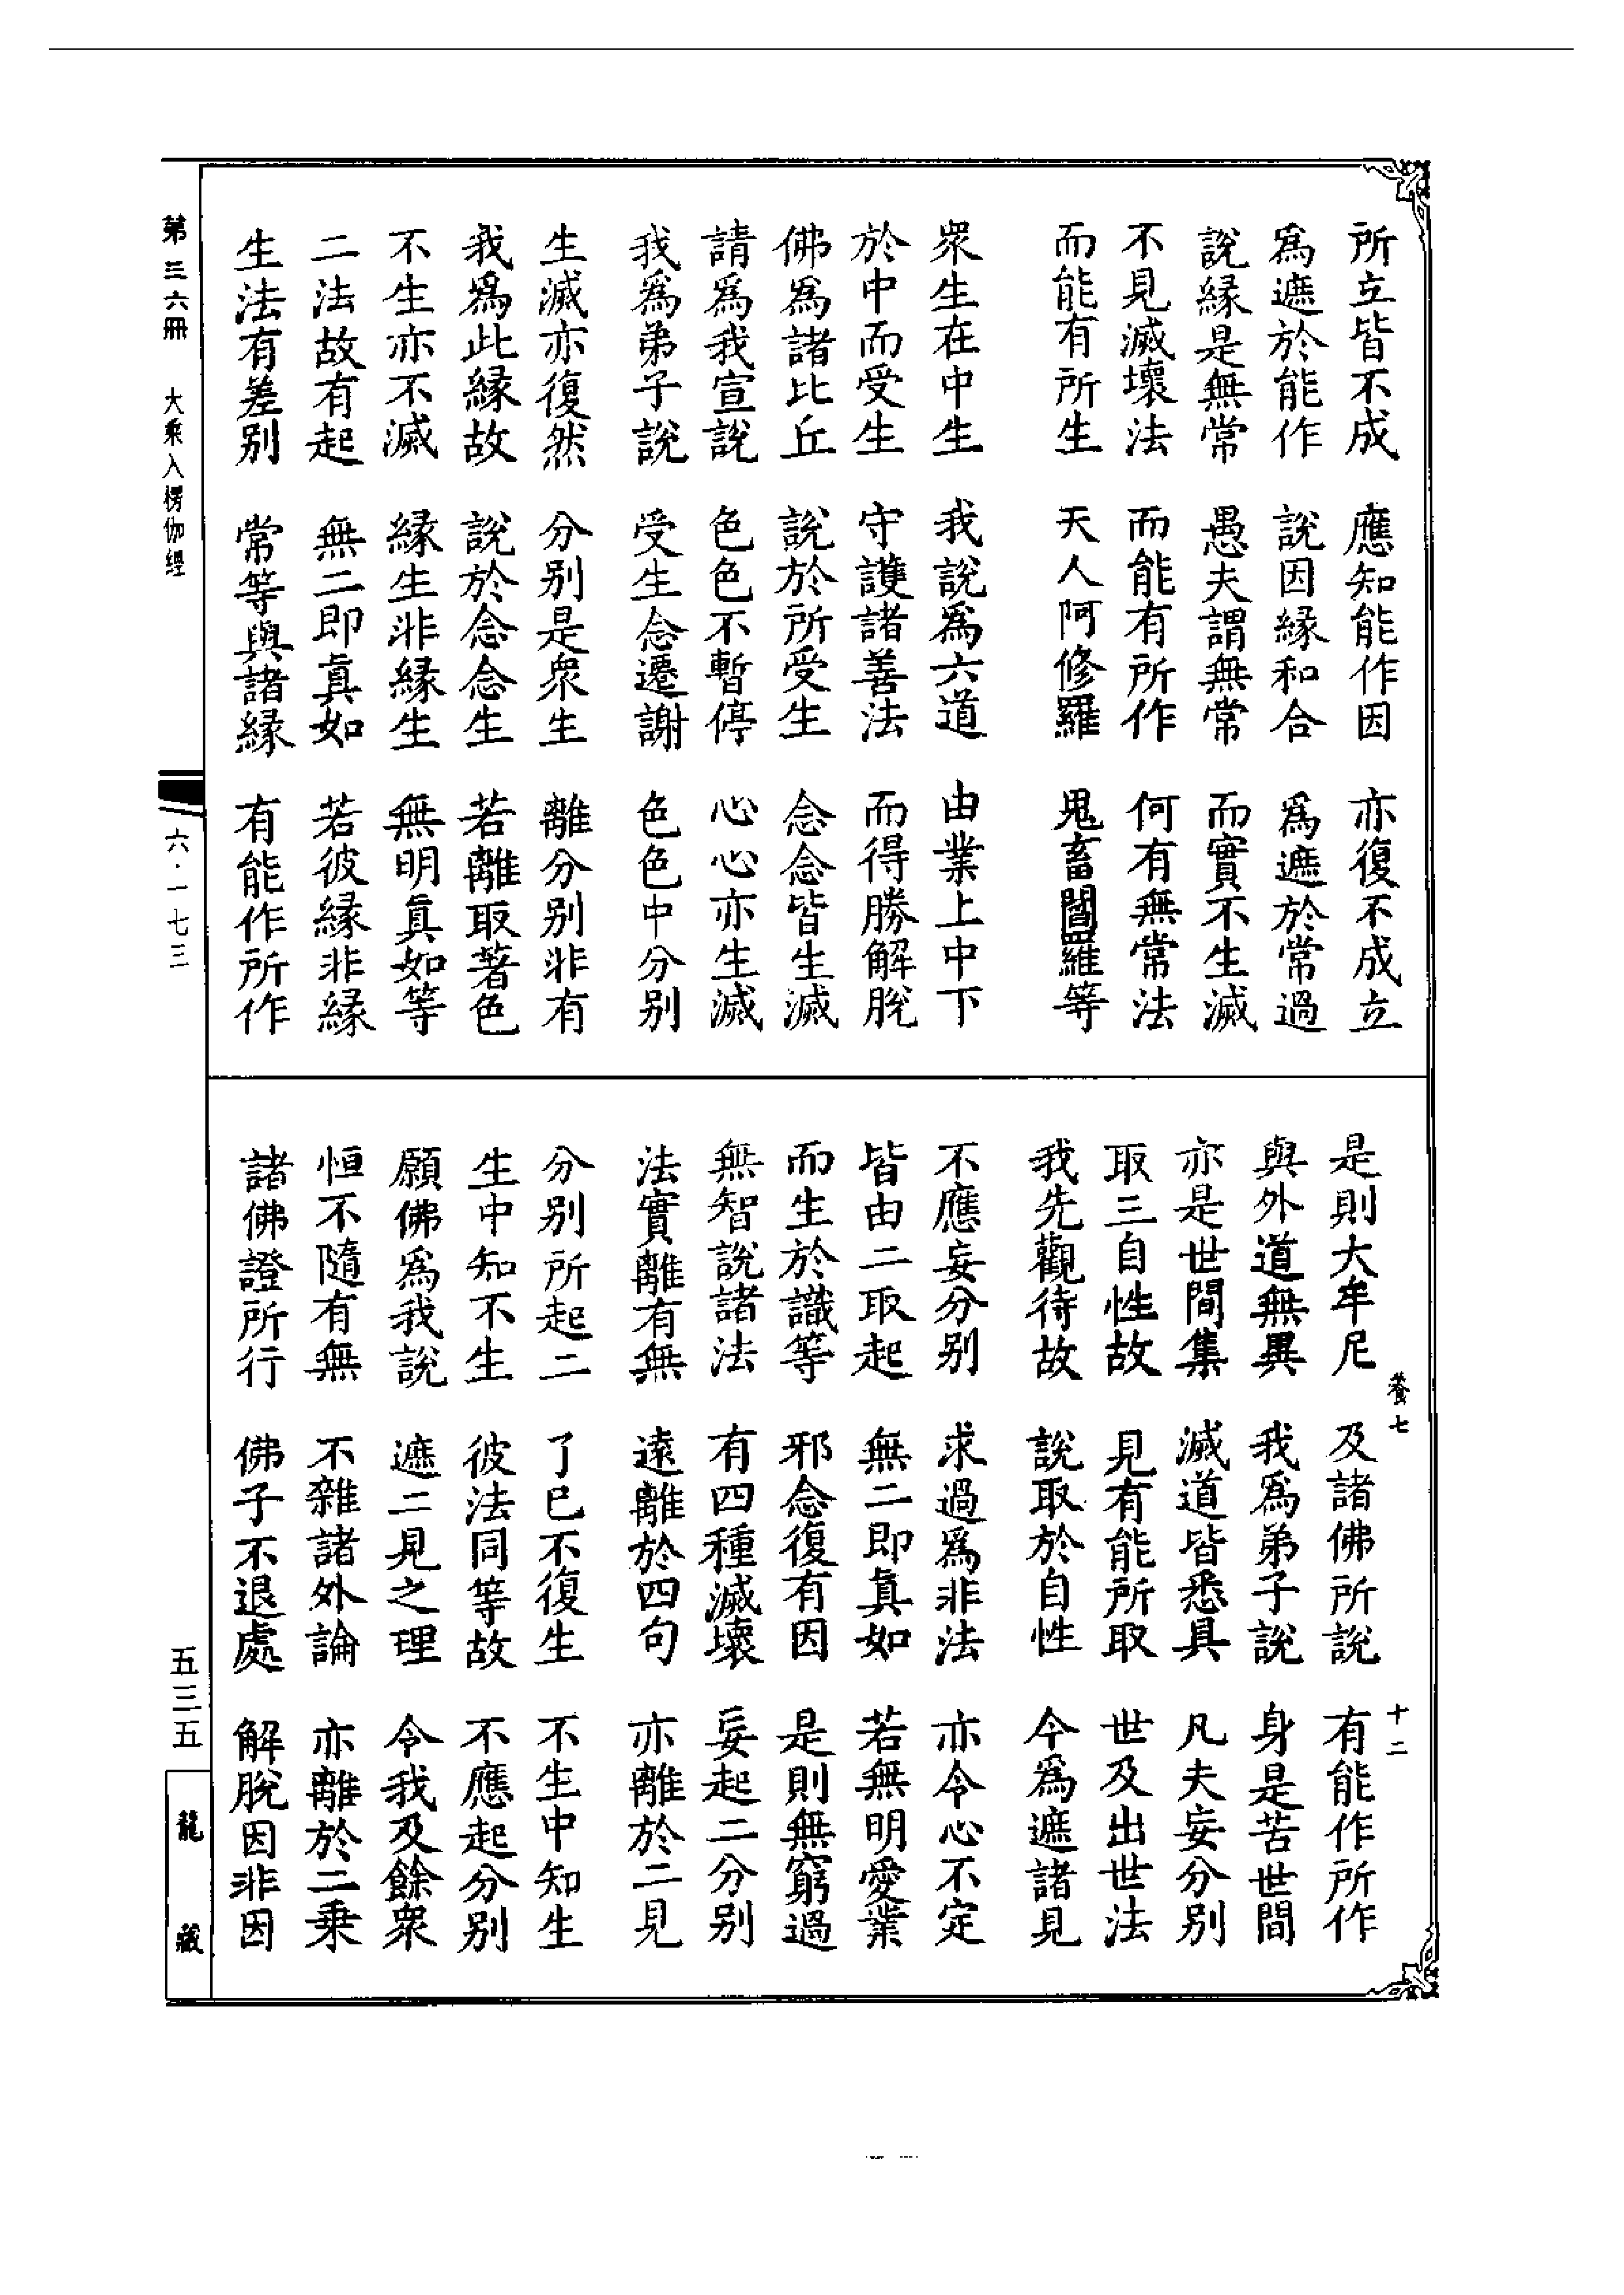 所立皆不成　應知能作因　亦復不成立
爲遮於能作　說因緣和合　爲遮於常過
說緣是無常　愚夫謂無常　而實不生滅
不見滅壞法　而能有所作　何有無常法
而能有所生　天人阿修羅　鬼畜閻羅等
眾生在中生　我說爲六道　由業上中下
於中而受生　守護諸善法　而得勝解脫
佛爲諸比丘　說於所受生　念念皆生滅
請爲我宣說　色色不暫停　心心亦生滅
我爲弟子說　受生念遷謝　色色中分別
生滅亦復然　分別是眾生　離分別非有
我爲此緣故　說於念念生　若離取著色
不生亦不滅　緣生非緣生　無明真如等
二法故有起　無二即真如　若彼緣非緣
生法有差別　常等與諸緣　有能作所作
是則大牟尼　及諸佛所說　有能作所作
與外道無異　我爲弟子說　身是苦世間
亦是世間集　滅道皆悉具　凡夫妄分別
取三自性故　見有能所取　世及出世法
我先觀待故　說取於自性　今爲遮諸見
不應妄分別　求過爲非法　亦令心不定
皆由二取起　無二即真如　若無明愛業
而生於識等　邪念復有因　是則無窮過
無智說諸法　有四種滅壞　妄起二分別
法實離有無　遠離於四句　亦離於二見
分別所起二　了已不復生　不生中知生
生中知不生　彼法同等故　不應起分別
願佛爲我說　遮二見之理　令我及餘眾
恒不隨有無　不雜諸外論　亦離於二乘
諸佛證所行　佛子不退處　解脫因非因
養七　十二
第三六冊　大乘入楞伽經
六·一七三
五三五
龍藏